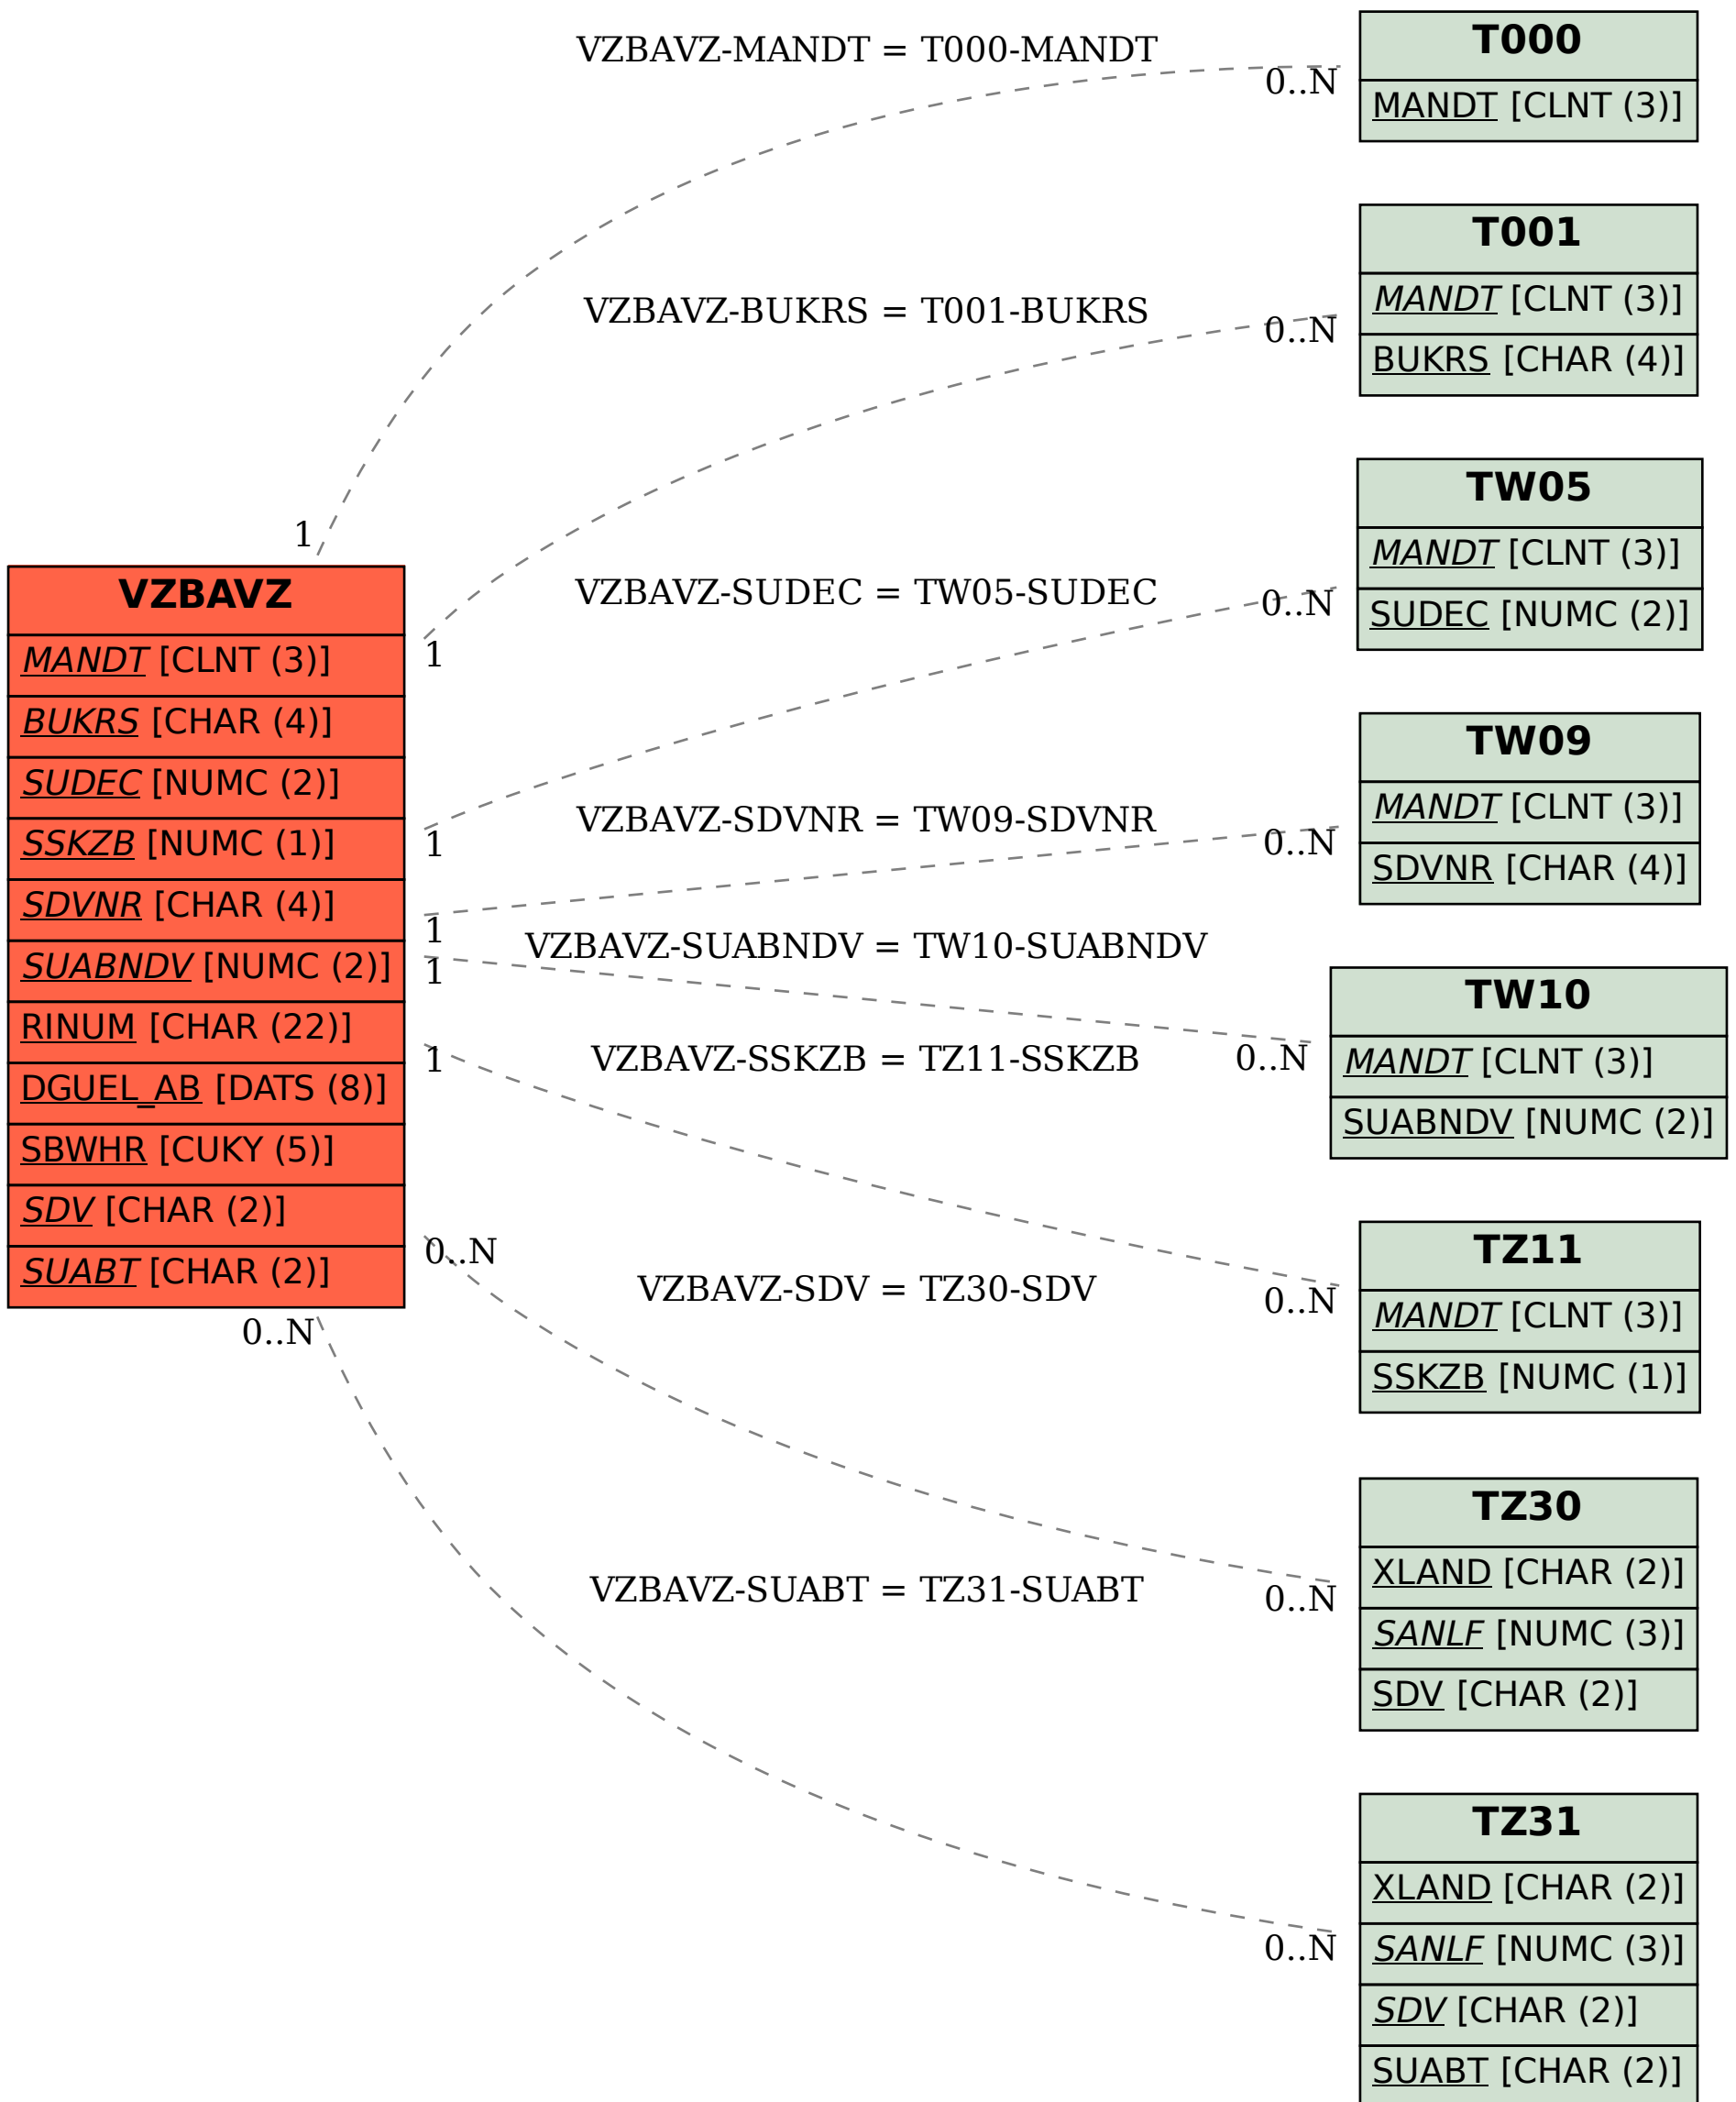 VZBAVZ-MANDT = T000-MANDT
0..N
1
T000
MANDT [CLNT (3)]
VZBAVZ-BUKRS = T001-BUKRS
0..N
1
T001
MANDT [CLNT (3)]
BUKRS [CHAR (4)]
VZBAVZ-SUDEC = TW05-SUDEC
0..N
1
TW05
MANDT [CLNT (3)]
SUDEC [NUMC (2)]
VZBAVZ
MANDT [CLNT (3)]
BUKRS [CHAR (4)]
SUDEC [NUMC (2)]
SSKZB [NUMC (1)]
SDVNR [CHAR (4)]
SUABNDV [NUMC (2)]
RINUM [CHAR (22)]
DGUEL_AB [DATS (8)]
SBWHR [CUKY (5)]
SDV [CHAR (2)]
SUABT [CHAR (2)]
VZBAVZ-SDVNR = TW09-SDVNR
0..N
1
TW09
MANDT [CLNT (3)]
SDVNR [CHAR (4)]
VZBAVZ-SUABNDV = TW10-SUABNDV
1
0..N
TW10
MANDT [CLNT (3)]
SUABNDV [NUMC (2)]
VZBAVZ-SSKZB = TZ11-SSKZB
1
0..N
TZ11
MANDT [CLNT (3)]
SSKZB [NUMC (1)]
VZBAVZ-SDV = TZ30-SDV
0..N
0..N
TZ30
XLAND [CHAR (2)]
SANLF [NUMC (3)]
SDV [CHAR (2)]
VZBAVZ-SUABT = TZ31-SUABT
0..N
0..N
TZ31
XLAND [CHAR (2)]
SANLF [NUMC (3)]
SDV [CHAR (2)]
SUABT [CHAR (2)]